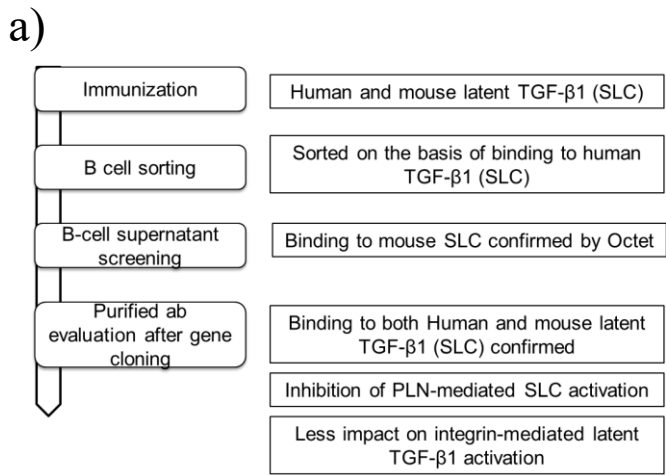 a)
Immunization
Human and mouse latent TGF-β1 (SLC)
B cell sorting
Sorted on the basis of binding to human
TGF-β1 (SLC)
B-cell supernatant
screening
Binding to mouse SLC confirmed by Octet
Purified ab
evaluation after gene
cloning
Binding to both Human and mouse latent
TGF-β1 (SLC) confirmed
Inhibition of PLN-mediated SLC activation
Less impact on integrin-mediated latent
TGF-β1 activation